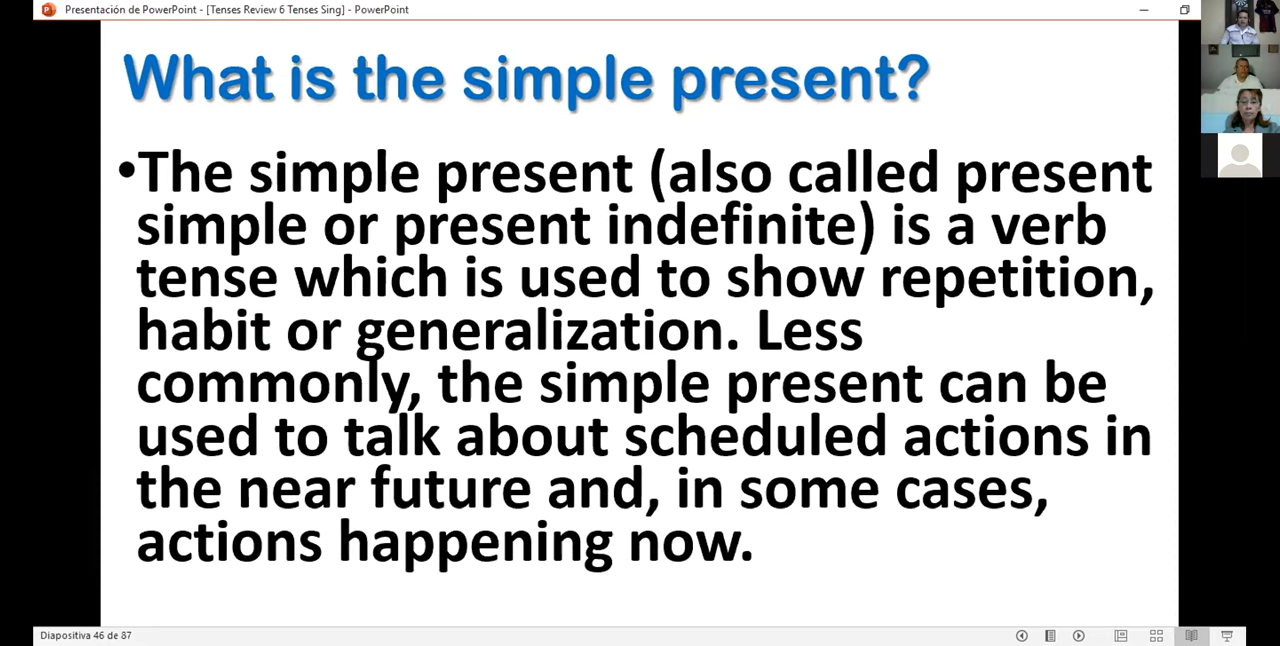 Presentación de PowerPoint - [Tenses Review 6 Tenses Sing] - PowerPoint
What is the simple present?
•The simple present (also called present
simple or present indefinite) is a verb
tense which is used to show repetition,
habit or generalization. Less
commonly, the simple present can be
used to talk about scheduled actions in
the near future and, in some cases,
actions happening now.
Diapositiva 46 de 87